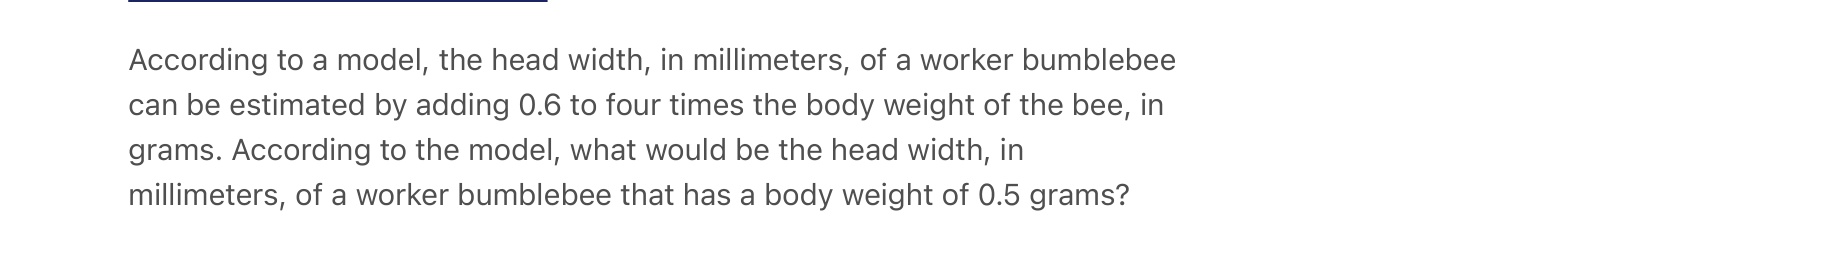 According to a model, the head width, in millimeters, of a worker bumblebee
can be estimated by adding 0.6 to four times the body weight of the bee, in
grams. According to the model, what would be the head width, in
millimeters, of a worker bumblebee that has a body weight of 0.5 grams?